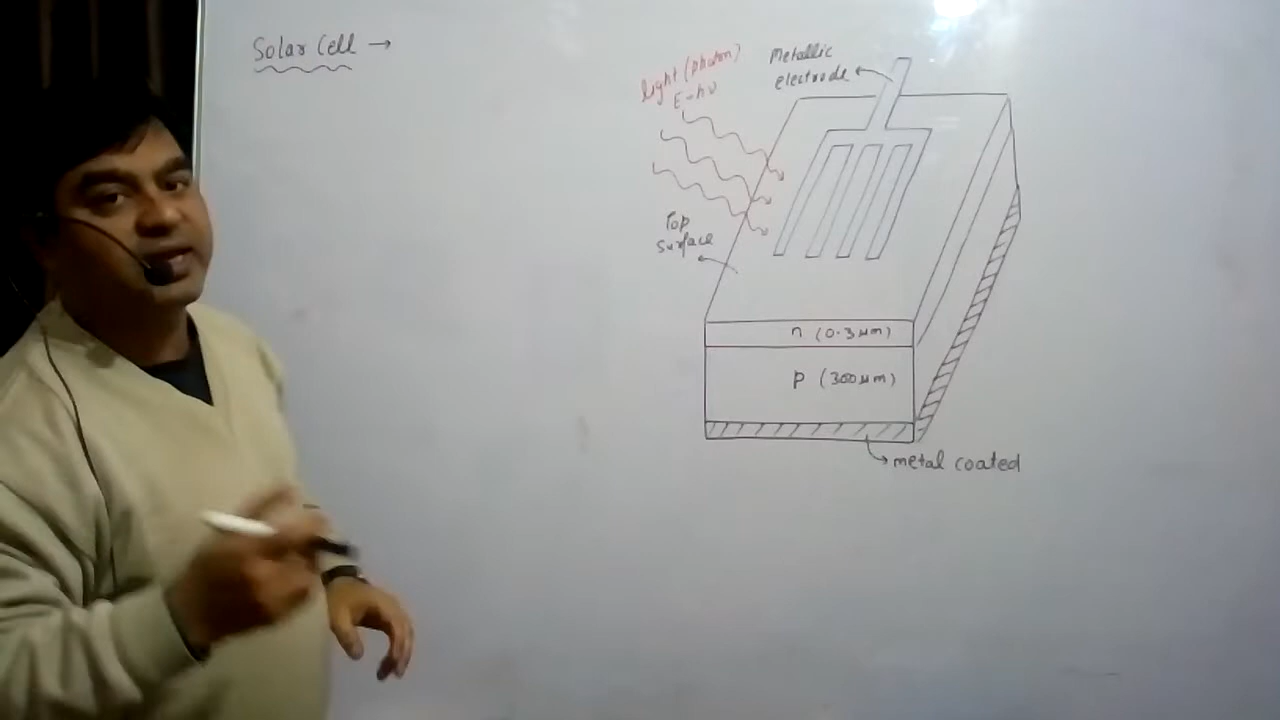 Solar Cell →
light (photon)
E=hν
Metallic
electrode
Top
surface
n (0.3 μm)
p (300 μm)
metal coated